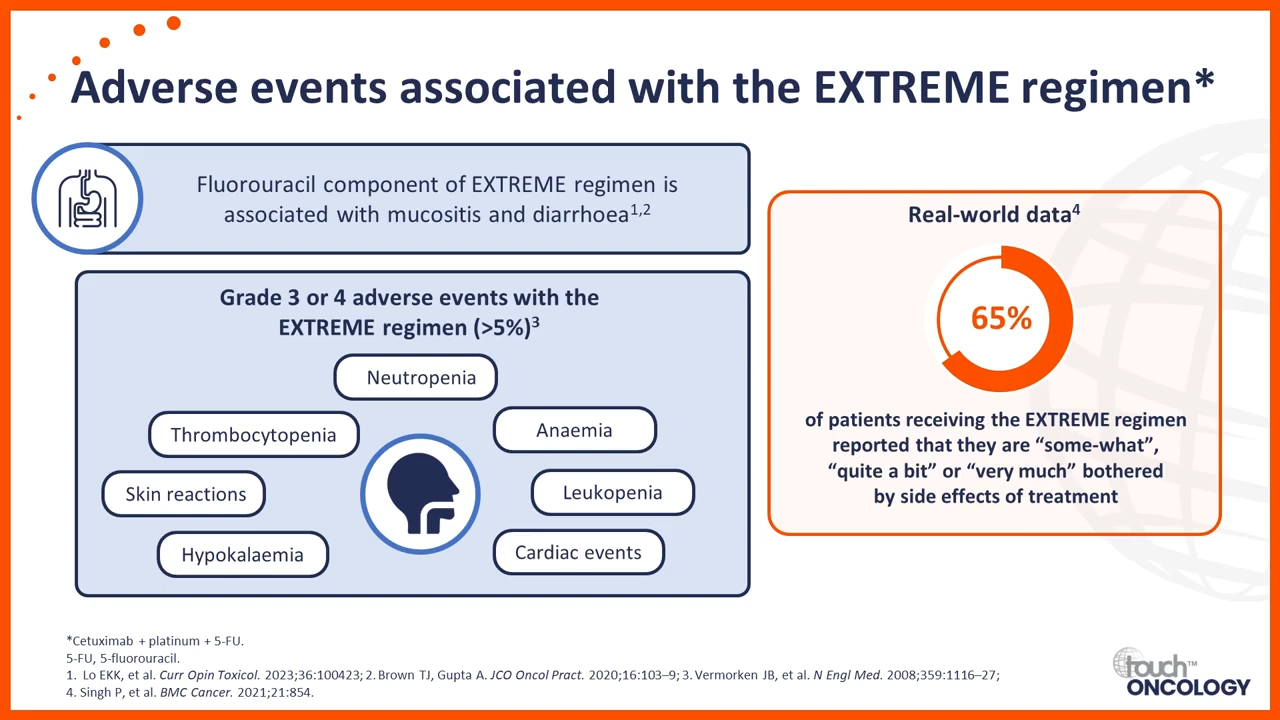 Adverse events associated with the EXTREME regimen*
Fluorouracil component of EXTREME regimen is
associated with mucositis and diarrhoea1,2
Grade 3 or 4 adverse events with the
EXTREME regimen (>5%)3
Neutropenia
Thrombocytopenia
Anaemia
Skin reactions
Leukopenia
Hypokalaemia
Cardiac events
Real-world data4
65%
of patients receiving the EXTREME regimen
reported that they are “some-what”,
“quite a bit” or “very much” bothered
by side effects of treatment
*Cetuximab + platinum + 5-FU.
5-FU, 5-fluorouracil.
1. Lo EKK, et al. Curr Opin Toxicol. 2023;36:100423; 2. Brown TJ, Gupta A. JCO Oncol Pract. 2020;16:103–9; 3. Vermorken JB, et al. N Engl Med. 2008;359:1116–27;
4. Singh P, et al. BMC Cancer. 2021;21:854.
touch™
ONCOLOGY